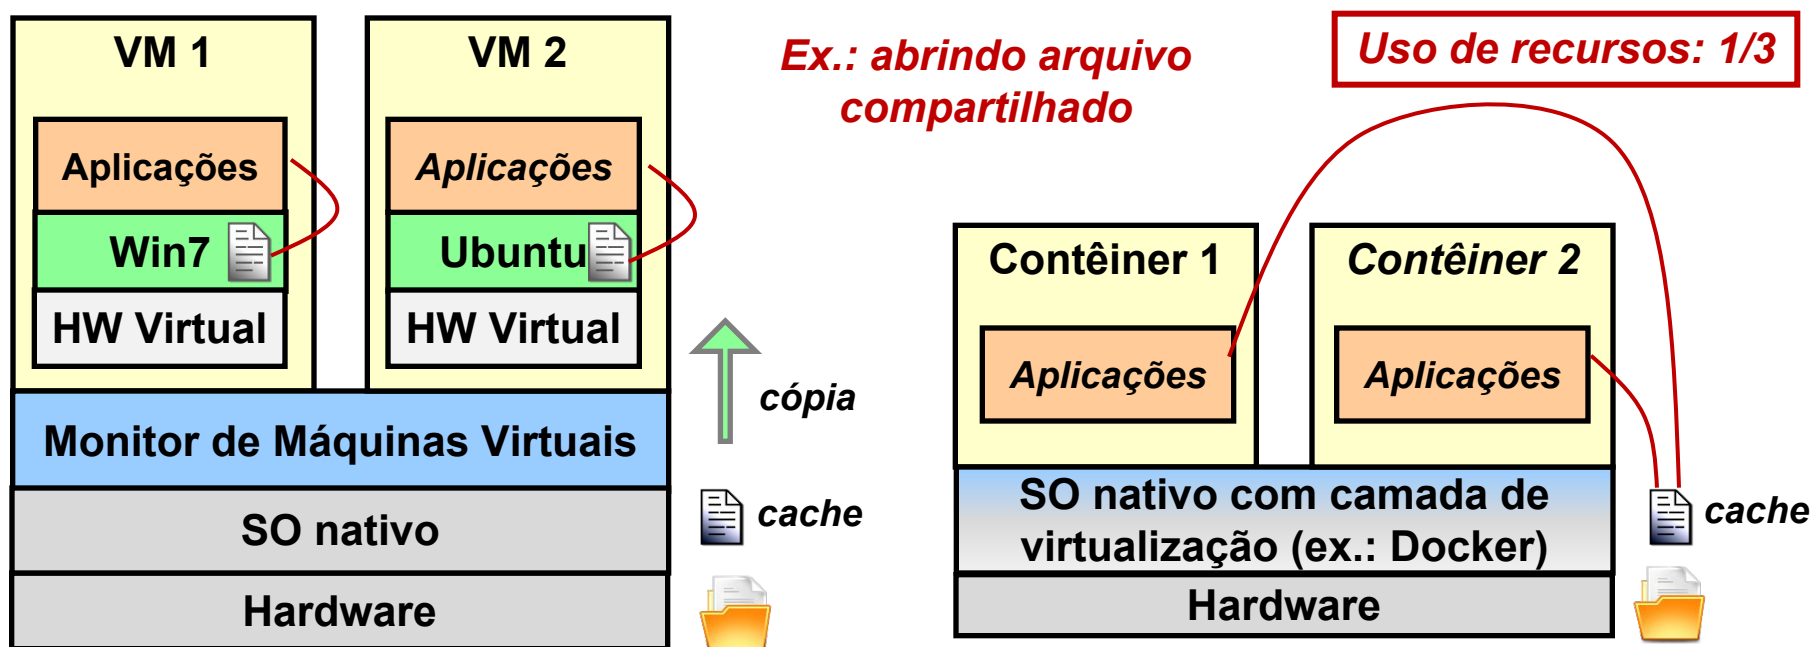 VM 1
VM 2
Ex.: abrindo arquivo
compartilhado
Uso de recursos: 1/3
Aplicações
Aplicações
Win7
Ubuntu
HW Virtual
HW Virtual
cópia
Monitor de Máquinas Virtuais
SO nativo
cache
Hardware
Contêiner 1
Contêiner 2
Aplicações
Aplicações
SO nativo com camada de
virtualização (ex.: Docker)
cache
Hardware